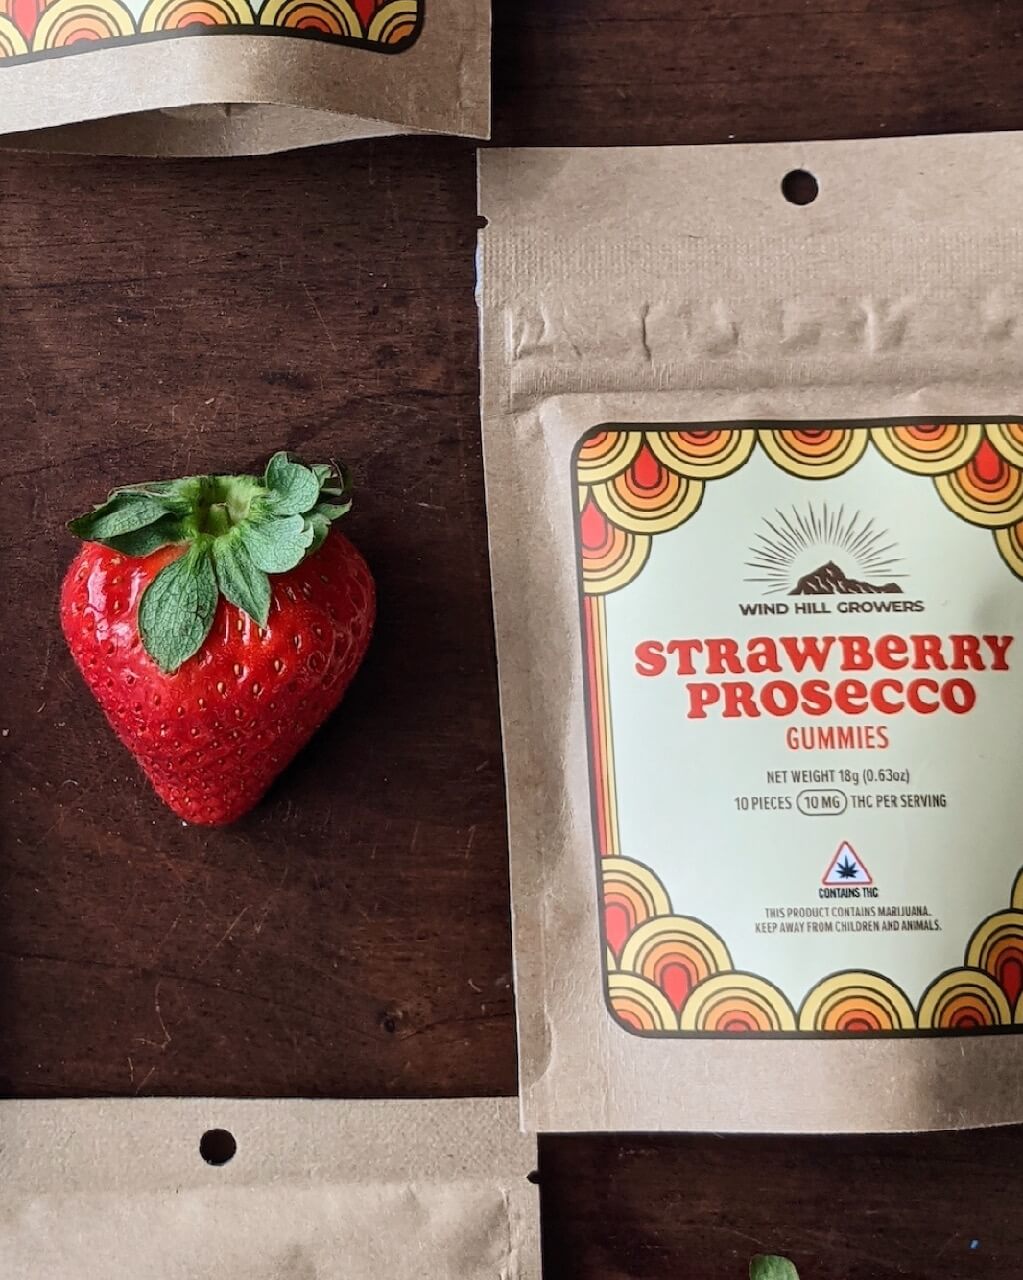 WIND HILL GROWERS
STRAWBERRY
PROSECCO
GUMMIES
NET WEIGHT 18g (0.63oz)
10 PIECES 10 MG THC PER SERVING
CONTAINS THC
THIS PRODUCT CONTAINS MARIJUANA.
KEEP AWAY FROM CHILDREN AND ANIMALS.